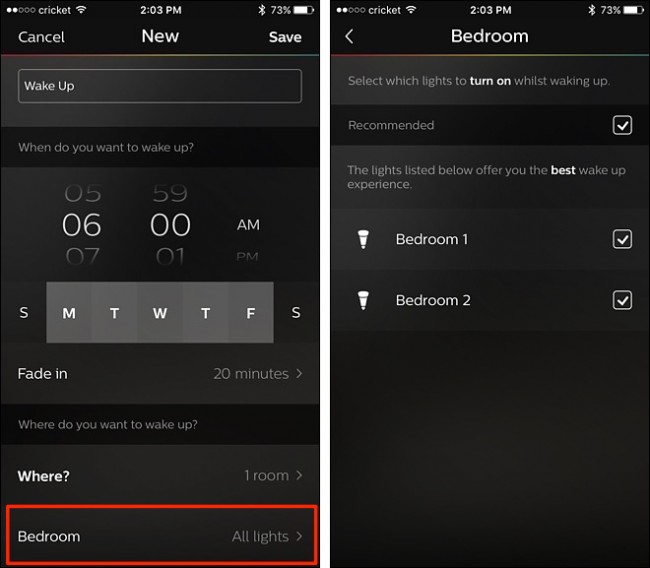 cricket 2:03 PM 73%
Cancel New Save
Wake Up
When do you want to wake up?
05 59
06 00 AM
07 01 PM
S M T W T F S
Fade in 20 minutes >
Where do you want to wake up?
Where? 1 room >
Bedroom All lights >
cricket 2:03 PM 73%
< Bedroom
Select which lights to turn on whilst waking up.
Recommended
The lights listed below offer you the best wake up
experience.
Bedroom 1
Bedroom 2